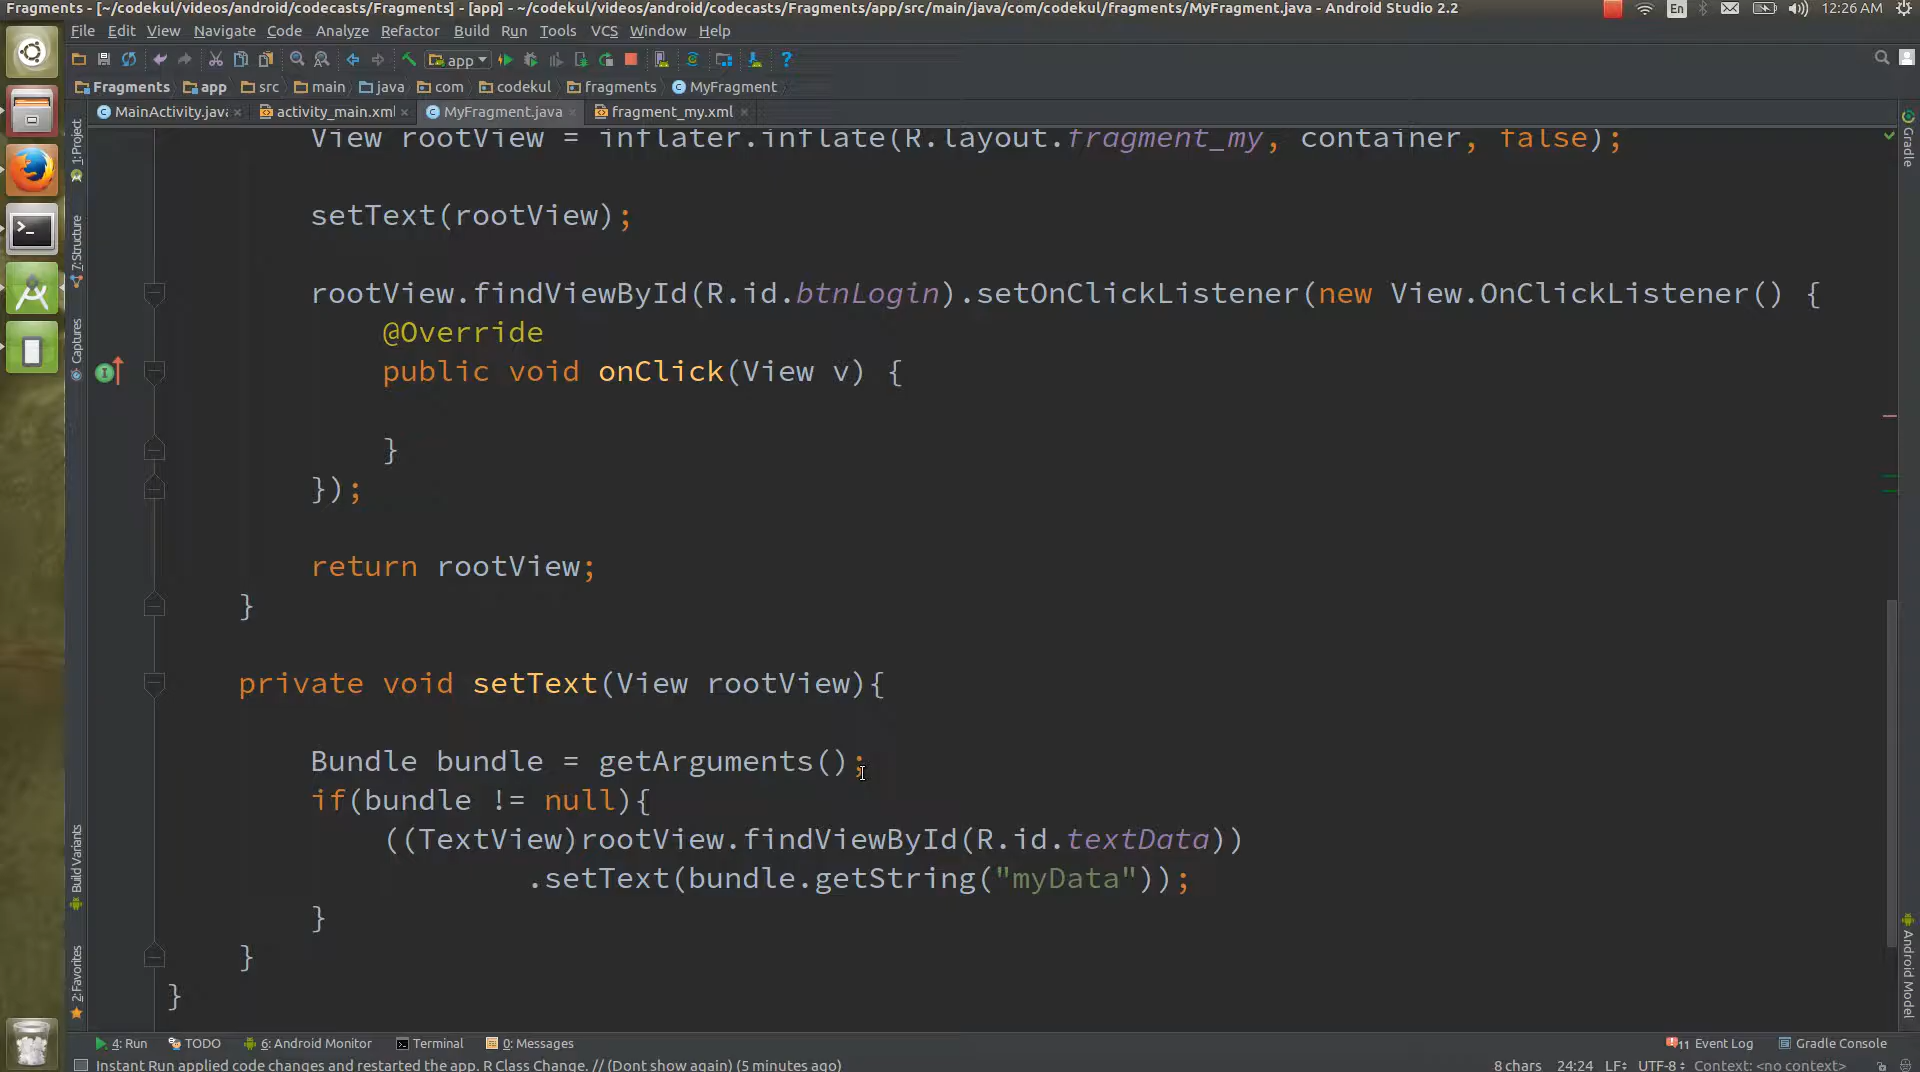 Fragments - [~/codekul/videos/android/codecasts/Fragments] - [app] - ~/codekul/videos/android/codecasts/Fragments/app/src/main/java/com/codekul/fragments/MyFragment.java - Android Studio 2.2
En
12:26 AM
File Edit View Navigate Code Analyze Refactor Build Run Tools VCS Window Help
app
Fragments app src main java com codekul fragments MyFragment
MainActivity.java activity_main.xml MyFragment.java fragment_my.xml
1: Project
7: Structure
Captures
Build Variants
2: Favorites
View rootView = inflater.inflate(R.layout.fragment_my, container, false);
setText(rootView);
rootView.findViewById(R.id.btnLogin).setOnClickListener(new View.OnClickListener() {
@Override
public void onClick(View v) {
}
});
return rootView;
}
private void setText(View rootView){
Bundle bundle = getArguments();
if(bundle != null){
((TextView)rootView.findViewById(R.id.textData))
.setText(bundle.getString("myData"));
}
}
}
Gradle
Android Model
4: Run TODO 6: Android Monitor Terminal 0: Messages 11 Event Log Gradle Console
Instant Run applied code changes and restarted the app. R Class Change. // (Dont show again) (5 minutes ago) 8 chars 24:24 LF÷ UTF-8÷ Context: <no context>